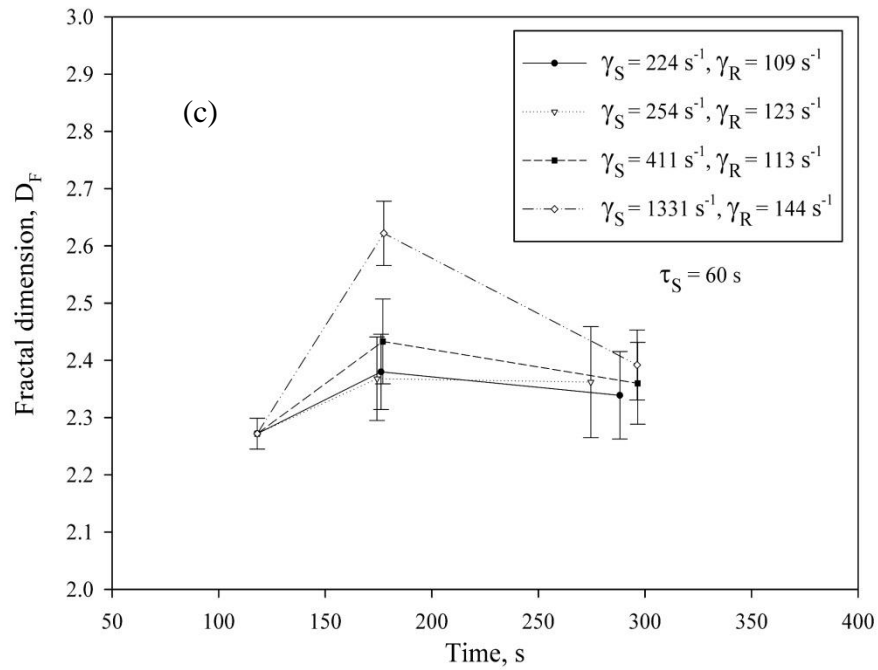 (c)
γS = 224 s-1, γR = 109 s-1
γS = 254 s-1, γR = 123 s-1
γS = 411 s-1, γR = 113 s-1
γS = 1331 s-1, γR = 144 s-1
τS = 60 s
Fractal dimension, DF
3.0
2.9
2.8
2.7
2.6
2.5
2.4
2.3
2.2
2.1
2.0
50 100 150 200 250 300 350 400
Time, s